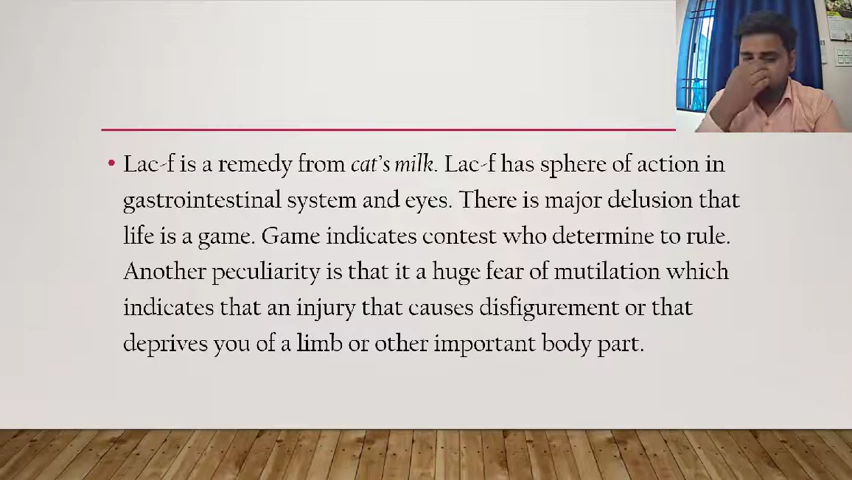 • Lac-f is a remedy from cat's milk. Lac-f has sphere of action in
gastrointestinal system and eyes. There is major delusion that
life is a game. Game indicates contest who determine to rule.
Another peculiarity is that it a huge fear of mutilation which
indicates that an injury that causes disfigurement or that
deprives you of a limb or other important body part.